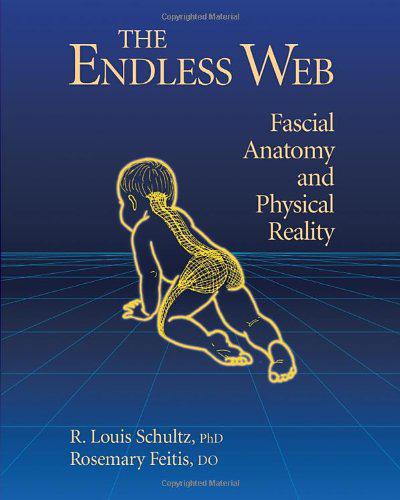 THE
ENDLESS WEB
Fascial
Anatomy
and
Physical
Reality
R. Louis Schultz, PhD
Rosemary Feitis, DO